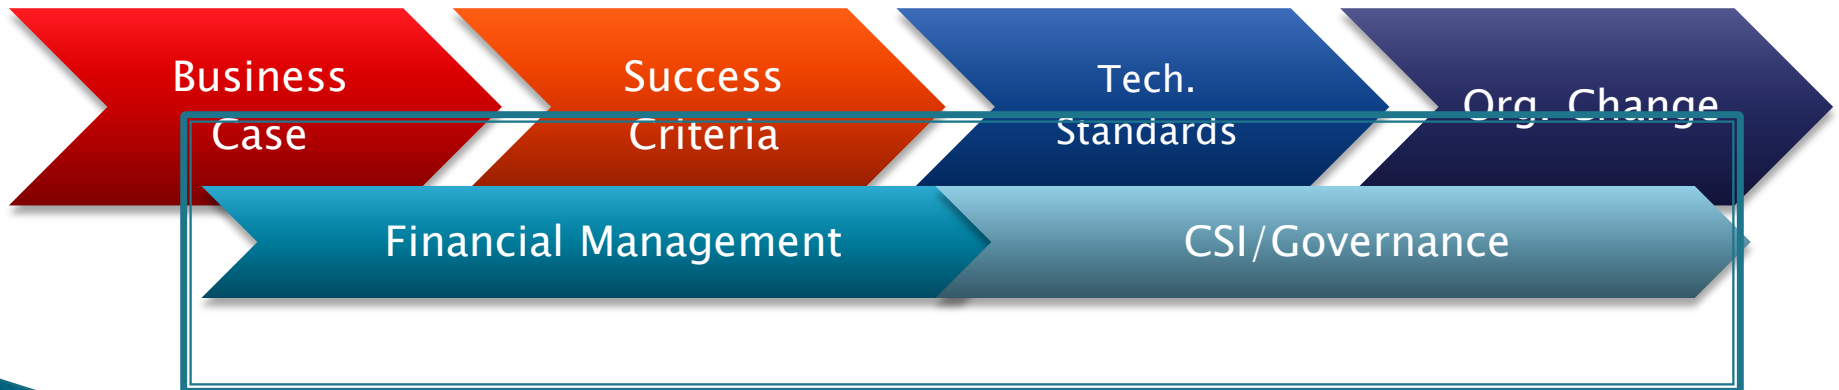 Business
Case
Success
Criteria
Tech.
Standards
Org. Change
Financial Management
CSI/Governance